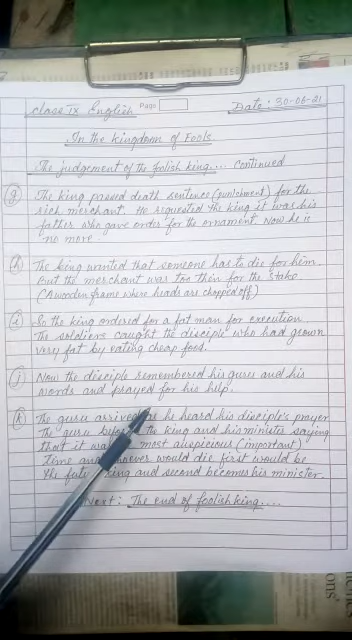 Class IX English Page
Date: 30-06-21
In the kingdom of Fools
The judgement of the foolish king... continued
(g) The king passed death sentence (punishment) for the
rich merchant. He requested the king it was his
father who gave order for the ornament. Now he is
no more.
(h) The king wanted that someone has to die for him.
But the merchant was too thin for the stake
(A wooden frame where heads are chopped off)
(i) So the king ordered for a fat man for execution
The soldiers caught the disciple who had grown
very fat by eating cheap food.
(j) Now the disciple remembered his guru and his
words and prayed for his help.
(k) The guru arrived as he heard his disciple's prayer
The guru the king and his minister saying
that it was most auspicious (important)
Time and would die first would be
the king and second becomes his minister.
Next: The end of foolish king....